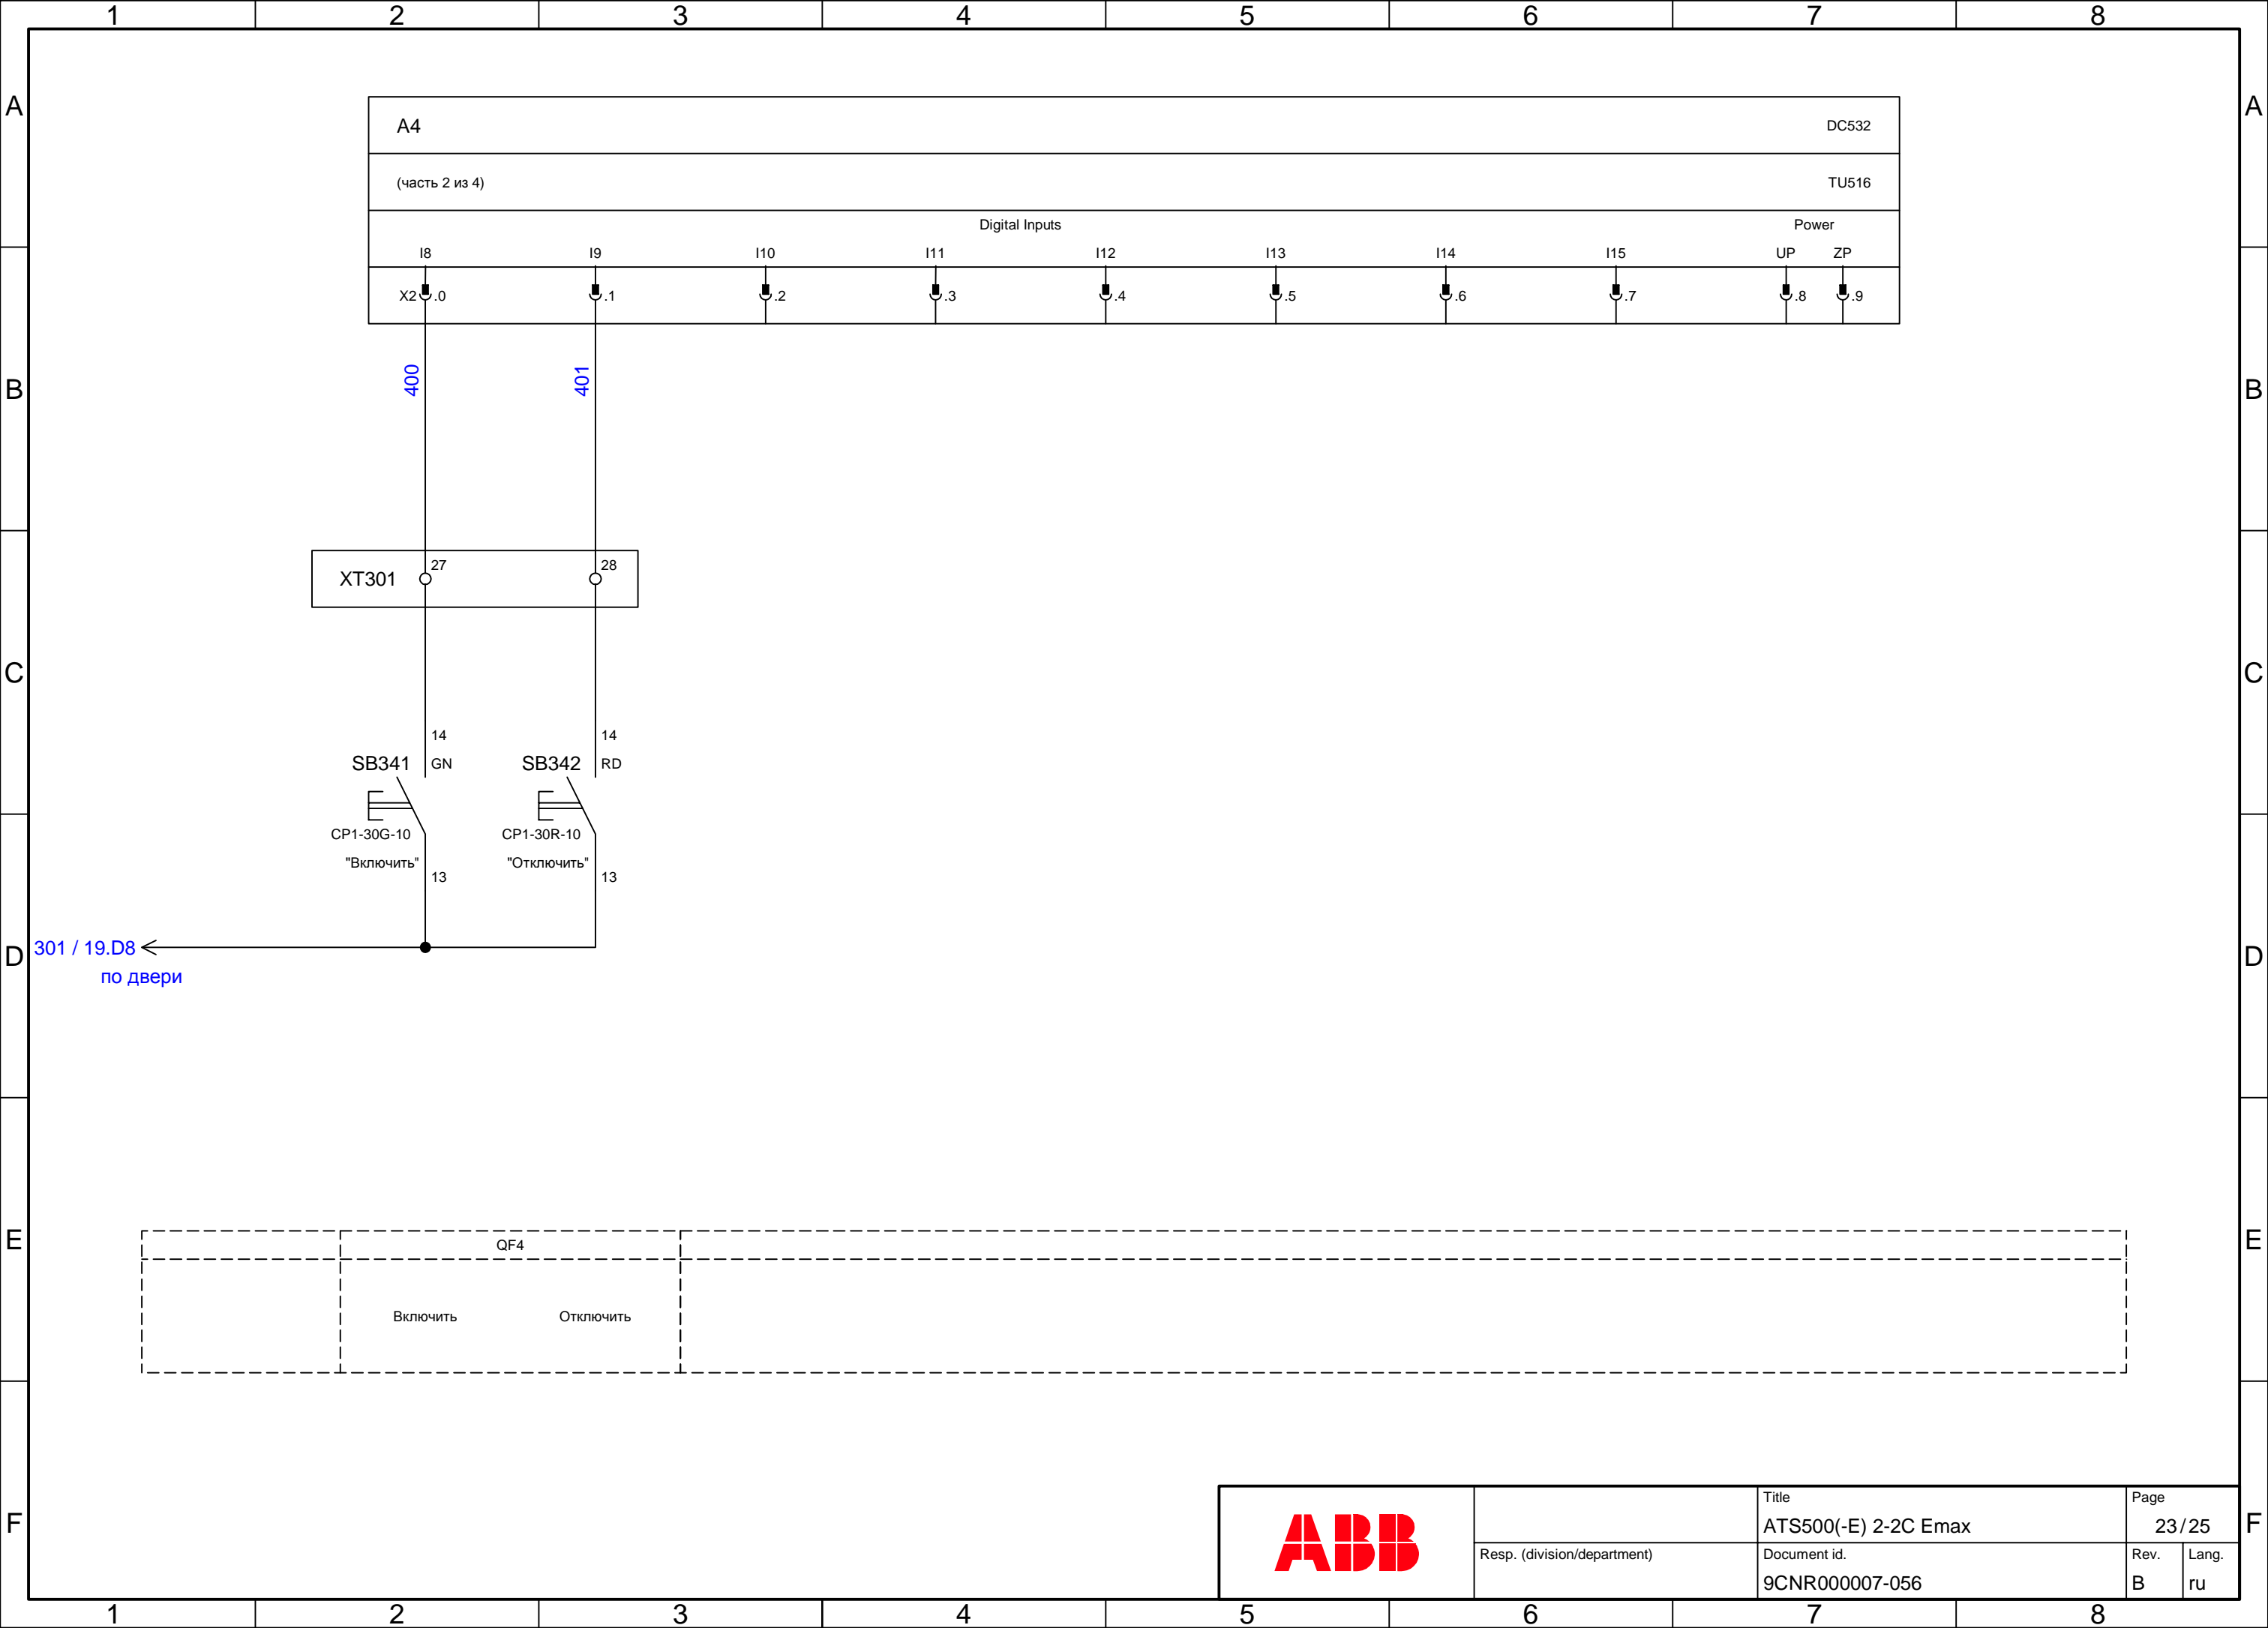 1 2 3 4 5 6 7 8
A A
A4 DC532
(часть 2 из 4) TU516
Digital Inputs Power
I8 I9 I10 I11 I12 I13 I14 I15 UP ZP
X2 .0 .1 .2 .3 .4 .5 .6 .7 .8 .9
B B
400 401
XT301 27 28
C C
14 14
SB341 GN SB342 RD
CP1-30G-10 CP1-30R-10
"Включить" "Отключить"
13 13
D 301 / 19.D8 D
по двери
E E
QF4
Включить Отключить
F F
ABB
Title
ATS500(-E) 2-2C Emax
Page
23/25
Resp. (division/department)
Document id.
9CNR000007-056
Rev.
B
Lang.
ru
1 2 3 4 5 6 7 8